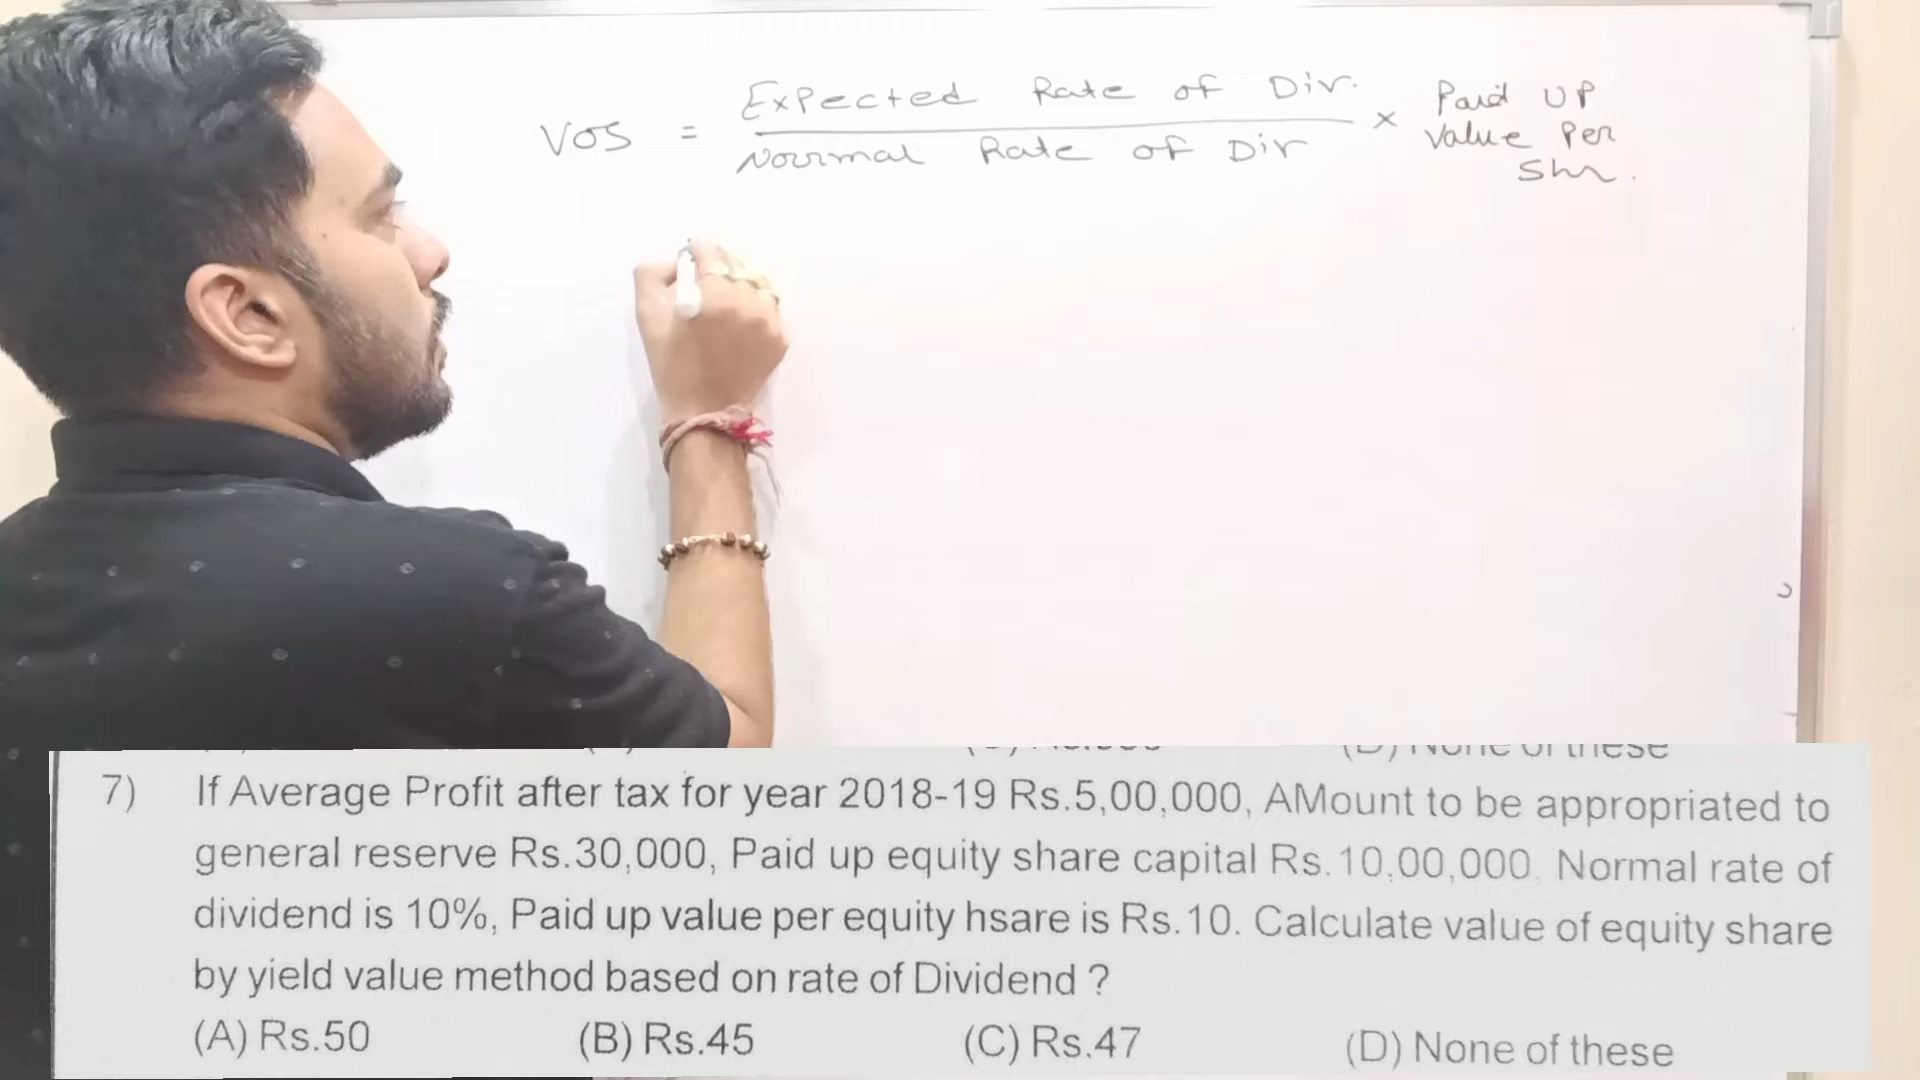 Expected Rate of Div.
VOS = × Paid UP
Normal Rate of Div Value Per
Shr.
(D) None of these
7) If Average Profit after tax for year 2018-19 Rs.5,00,000, AMount to be appropriated to
general reserve Rs.30,000, Paid up equity share capital Rs.10,00,000, Normal rate of
dividend is 10%, Paid up value per equity hsare is Rs.10. Calculate value of equity share
by yield value method based on rate of Dividend ?
(A) Rs.50 (B) Rs.45 (C) Rs.47 (D) None of these